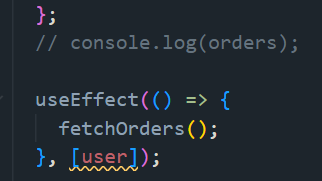 };
// console.log(orders);
useEffect(() => {
fetchOrders();
}, [user]);